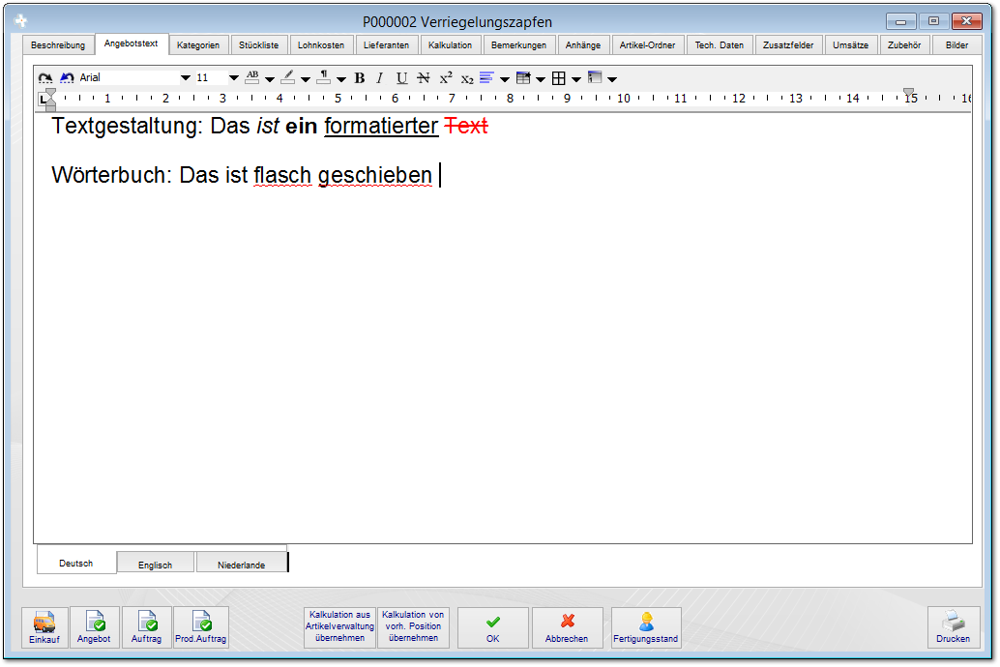 P000002 Verriegelungszapfen
Beschreibung Angebotstext Kategorien Stückliste Lohnkosten Lieferanten Kalkulation Bemerkungen Anhänge Artikel-Ordner Tech. Daten Zusatzfelder Umsätze Zubehör Bilder
Arial 11 AB ¶ B I U N x² x₂
L 1 2 3 4 5 6 7 8 9 10 11 12 13 14 15 16
Textgestaltung: Das ist ein formatierter Text
Wörterbuch: Das ist flasch geschieben
Deutsch Englisch Niederlande
Einkauf Angebot Auftrag Prod.Auftrag
Kalkulation aus
Artikelverwaltung
übernehmen
Kalkulation von
vorh. Position
übernehmen
OK Abbrechen Fertigungsstand Drucken